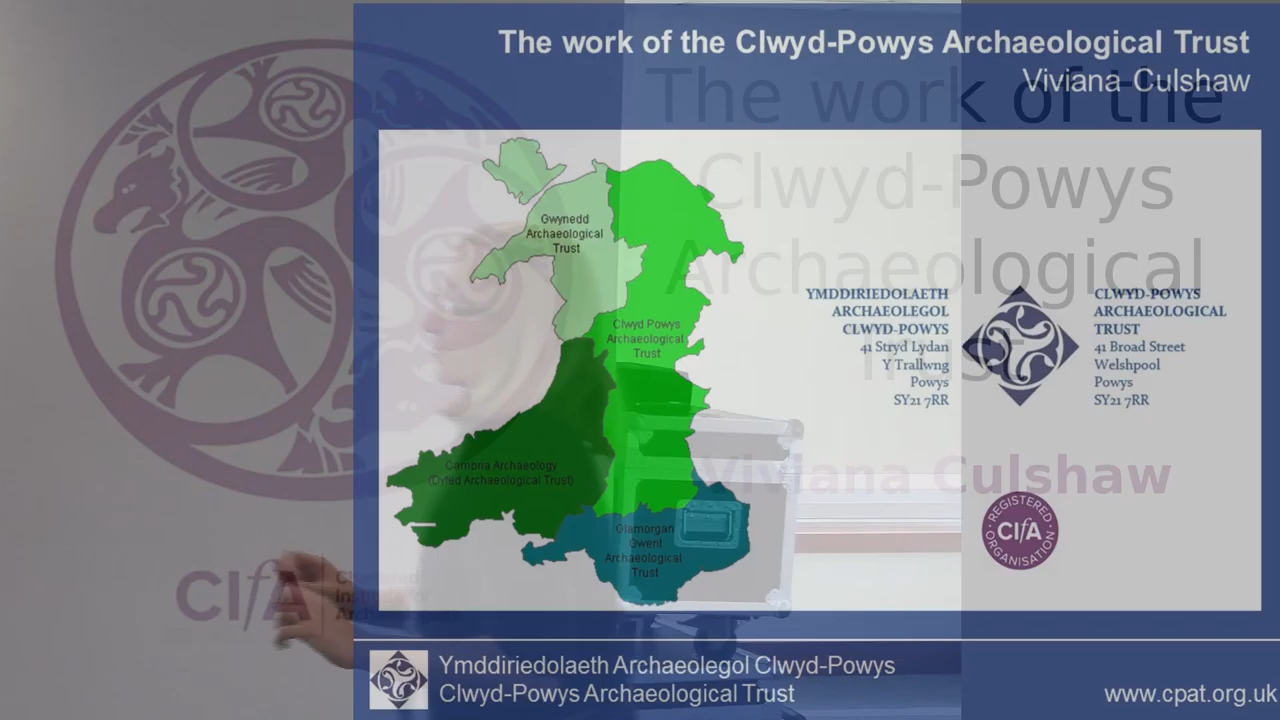 The work of the Clwyd-Powys Archaeological Trust
Viviana Culshaw
The work of the
Clwyd-Powys
Archaeological
Trust
Viviana Culshaw
Gwynedd
Archaeological
Trust
Clwyd Powys
Archaeological
Trust
Cambria Archaeology
(Dyfed Archaeological Trust)
Glamorgan
Gwent
Archaeological
Trust
YMDDIRIEDOLAETH
ARCHAEOLEGOL
CLWYD-POWYS
41 Stryd Lydan
Y Trallwng
Powys
SY21 7RR
CLWYD-POWYS
ARCHAEOLOGICAL
TRUST
41 Broad Street
Welshpool
Powys
SY21 7RR
REGISTERED
CIfA
ORGANISATION
CIfA
Ymddiriedolaeth Archaeolegol Clwyd-Powys
Clwyd-Powys Archaeological Trust
www.cpat.org.uk